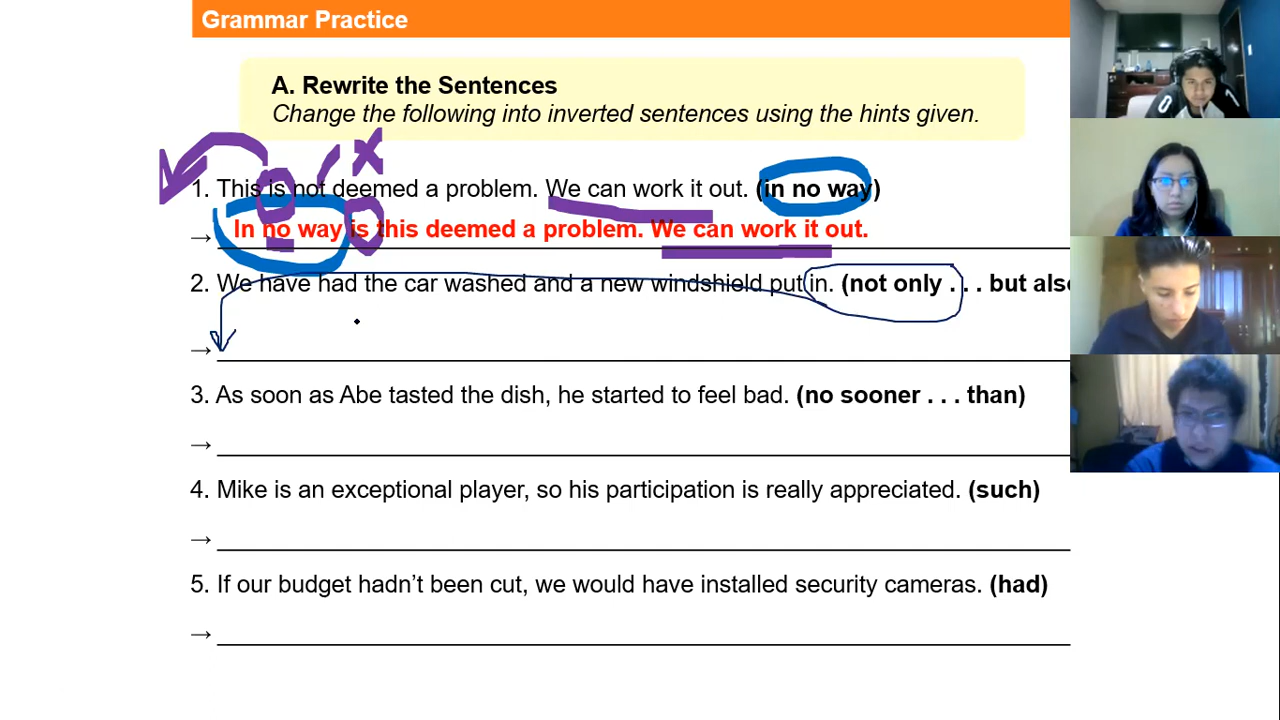 Grammar Practice
A. Rewrite the Sentences
Change the following into inverted sentences using the hints given.
1. This is not deemed a problem. We can work it out. (in no way)
→ In no way is this deemed a problem. We can work it out.
2. We have had the car washed and a new windshield put in. (not only . . . but also
→
3. As soon as Abe tasted the dish, he started to feel bad. (no sooner . . . than)
→
4. Mike is an exceptional player, so his participation is really appreciated. (such)
→
5. If our budget hadn’t been cut, we would have installed security cameras. (had)
→